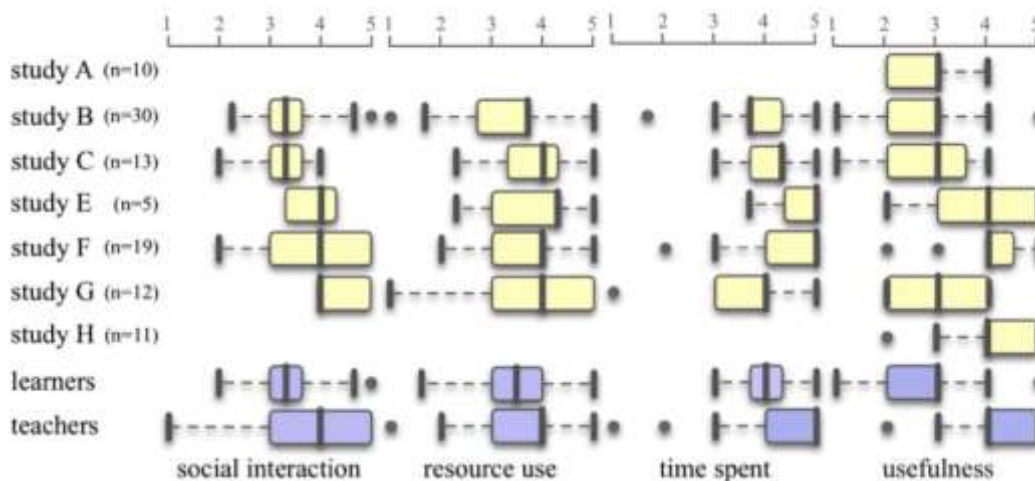 1 2 3 4 5 1 2 3 4 5 1 2 3 4 5 1 2 3 4 5
study A (n=10)
study B (n=30)
study C (n=13)
study E (n=5)
study F (n=19)
study G (n=12)
study H (n=11)
learners
teachers
social interaction resource use time spent usefulness